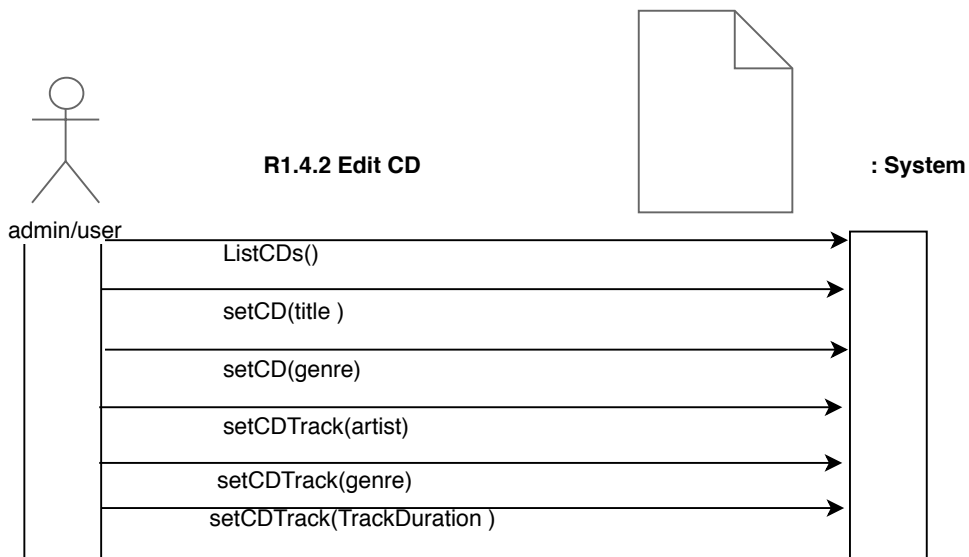 R1.4.2 Edit CD
: System
admin/user
ListCDs()
setCD(title )
setCD(genre)
setCDTrack(artist)
setCDTrack(genre)
setCDTrack(TrackDuration )